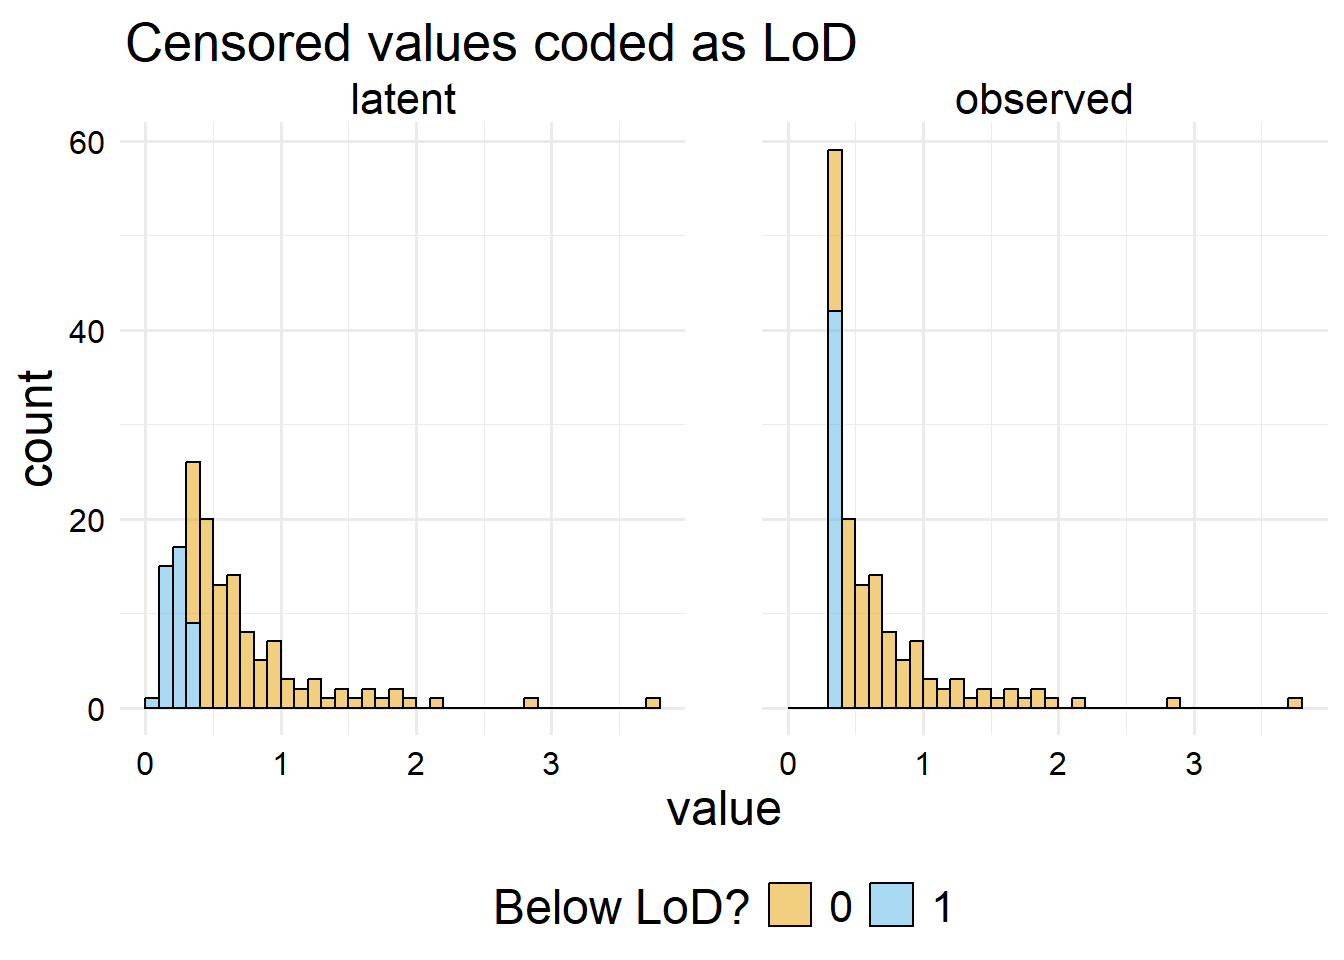 Censored values coded as LoD
latent
observed
60
40
20
0
count
0 1 2 3
0 1 2 3
value
Below LoD? 0 1